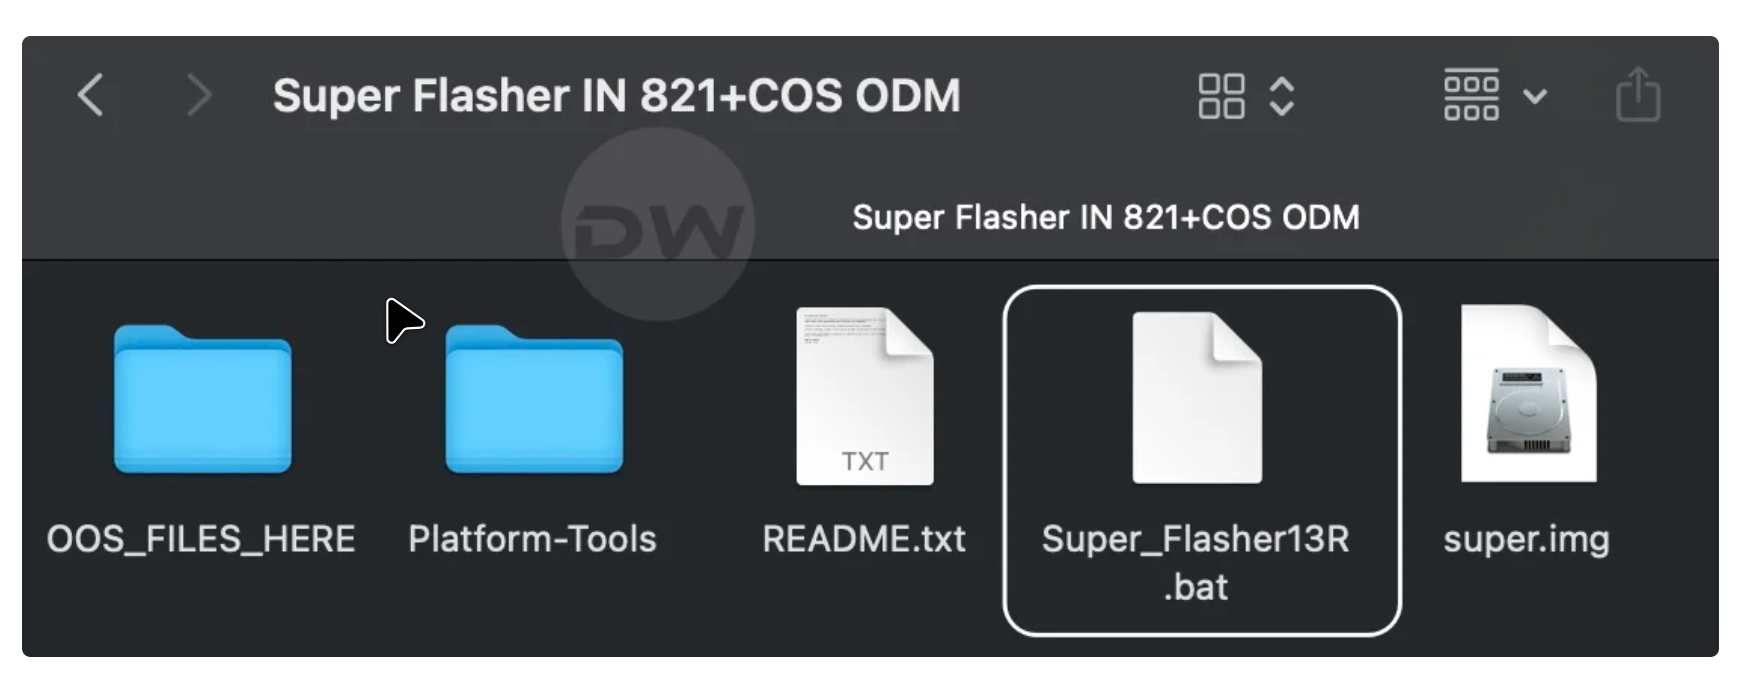 Super Flasher IN 821+COS ODM
DW
Super Flasher IN 821+COS ODM
TXT
OOS_FILES_HERE
Platform-Tools
README.txt
Super_Flasher13R
.bat
super.img